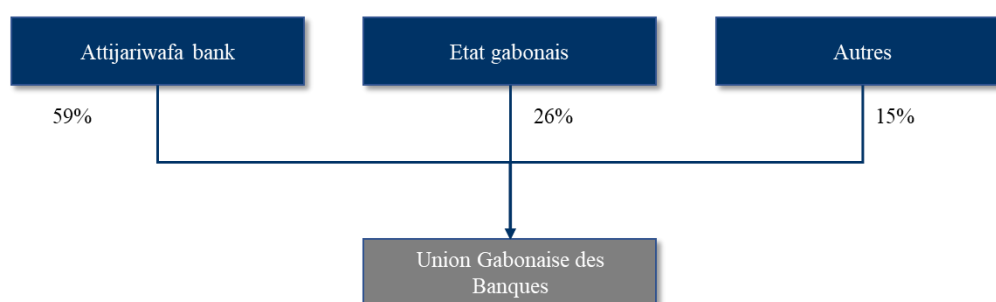 Attijariwafa bank
Etat gabonais
Autres
59%
26%
15%
Union Gabonaise des
Banques